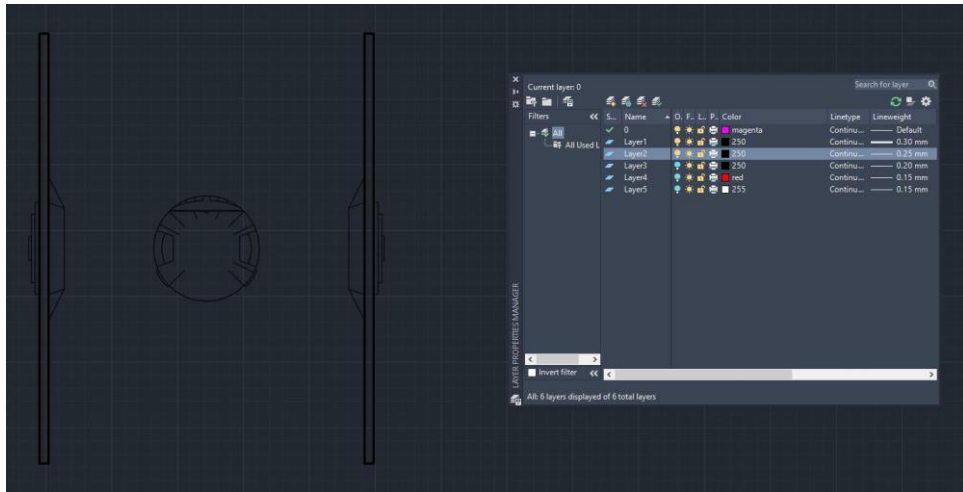 Current layer: 0
Search for layer
Filters
S... Name O. F.. L.. P.. Color Linetype Lineweight
All
All Used L
0 magenta Continu... Default
Layer1 250 Continu... 0.30 mm
Layer2 250 Continu... 0.25 mm
Layer3 250 Continu... 0.20 mm
Layer4 red Continu... 0.15 mm
Layer5 255 Continu... 0.15 mm
Invert filter
All: 6 layers displayed of 6 total layers
LAYER PROPERTIES MANAGER